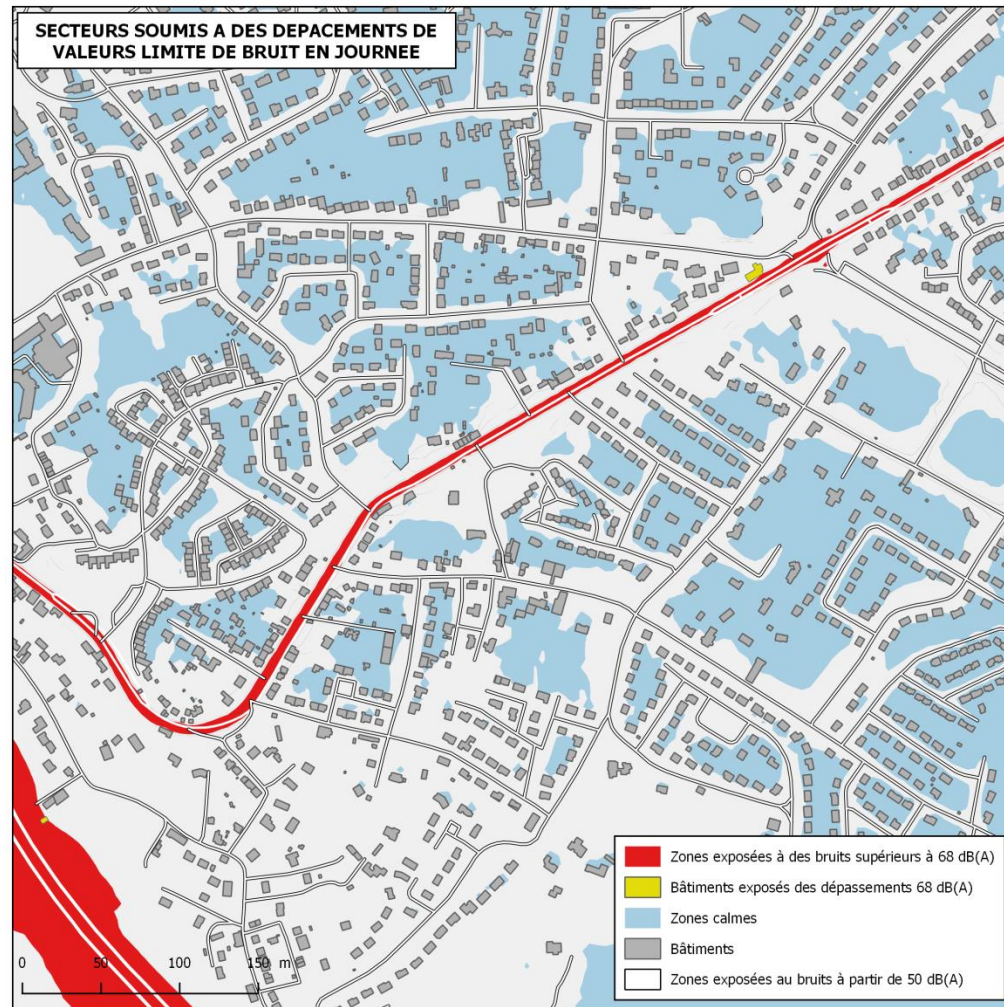 SECTEURS SOUMIS A DES DEPACEMENTS DE
VALEURS LIMITE DE BRUIT EN JOURNEE
Zones exposées à des bruits supérieurs à 68 dB(A)
Bâtiments exposés des dépassements 68 dB(A)
Zones calmes
Bâtiments
Zones exposées au bruits à partir de 50 dB(A)
0 50 100 150 m